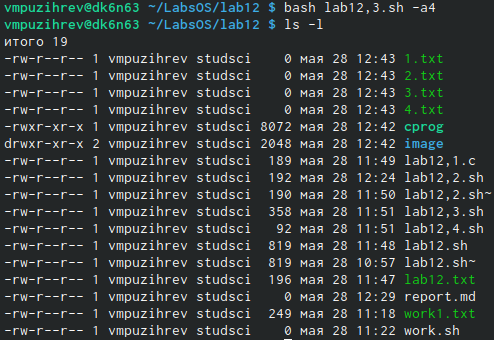 vmpuzihrev@dk6n63 ~/LabsOS/lab12 $ bash lab12,3.sh -a4
vmpuzihrev@dk6n63 ~/LabsOS/lab12 $ ls -l
итого 19
-rw-r--r-- 1 vmpuzihrev studsci    0 мая 28 12:43 1.txt
-rw-r--r-- 1 vmpuzihrev studsci    0 мая 28 12:43 2.txt
-rw-r--r-- 1 vmpuzihrev studsci    0 мая 28 12:43 3.txt
-rw-r--r-- 1 vmpuzihrev studsci    0 мая 28 12:43 4.txt
-rwxr-xr-x 1 vmpuzihrev studsci 8072 мая 28 12:42 cprog
drwxr-xr-x 2 vmpuzihrev studsci 2048 мая 28 12:42 image
-rw-r--r-- 1 vmpuzihrev studsci  189 мая 28 11:49 lab12,1.c
-rw-r--r-- 1 vmpuzihrev studsci  192 мая 28 12:24 lab12,2.sh
-rw-r--r-- 1 vmpuzihrev studsci  190 мая 28 11:50 lab12,2.sh~
-rw-r--r-- 1 vmpuzihrev studsci  358 мая 28 11:51 lab12,3.sh
-rw-r--r-- 1 vmpuzihrev studsci   92 мая 28 11:51 lab12,4.sh
-rw-r--r-- 1 vmpuzihrev studsci  819 мая 28 11:48 lab12.sh
-rw-r--r-- 1 vmpuzihrev studsci  819 мая 28 10:57 lab12.sh~
-rw-r--r-- 1 vmpuzihrev studsci  196 мая 28 11:47 lab12.txt
-rw-r--r-- 1 vmpuzihrev studsci    0 мая 28 12:29 report.md
-rw-r--r-- 1 vmpuzihrev studsci  249 мая 28 11:18 work1.txt
-rw-r--r-- 1 vmpuzihrev studsci    0 мая 28 11:22 work.sh